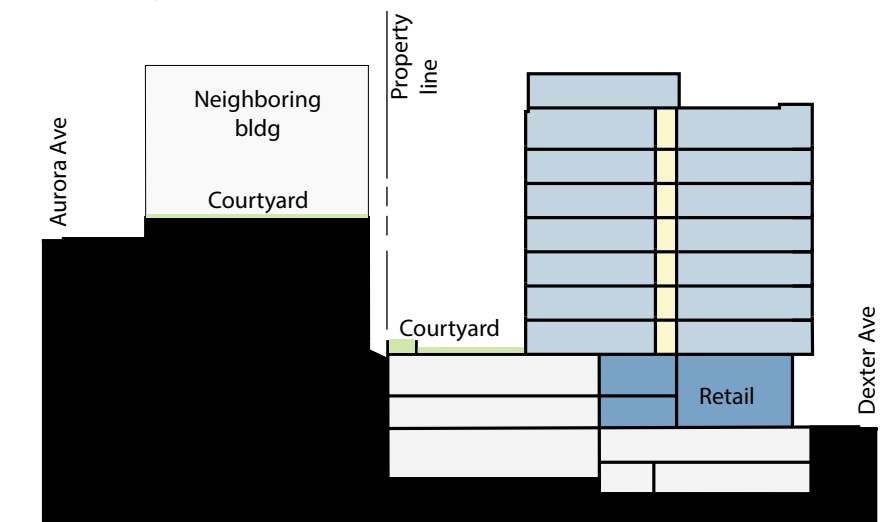 Aurora Ave
Neighboring
bldg
Courtyard
Property
line
Courtyard
Retail
Dexter Ave